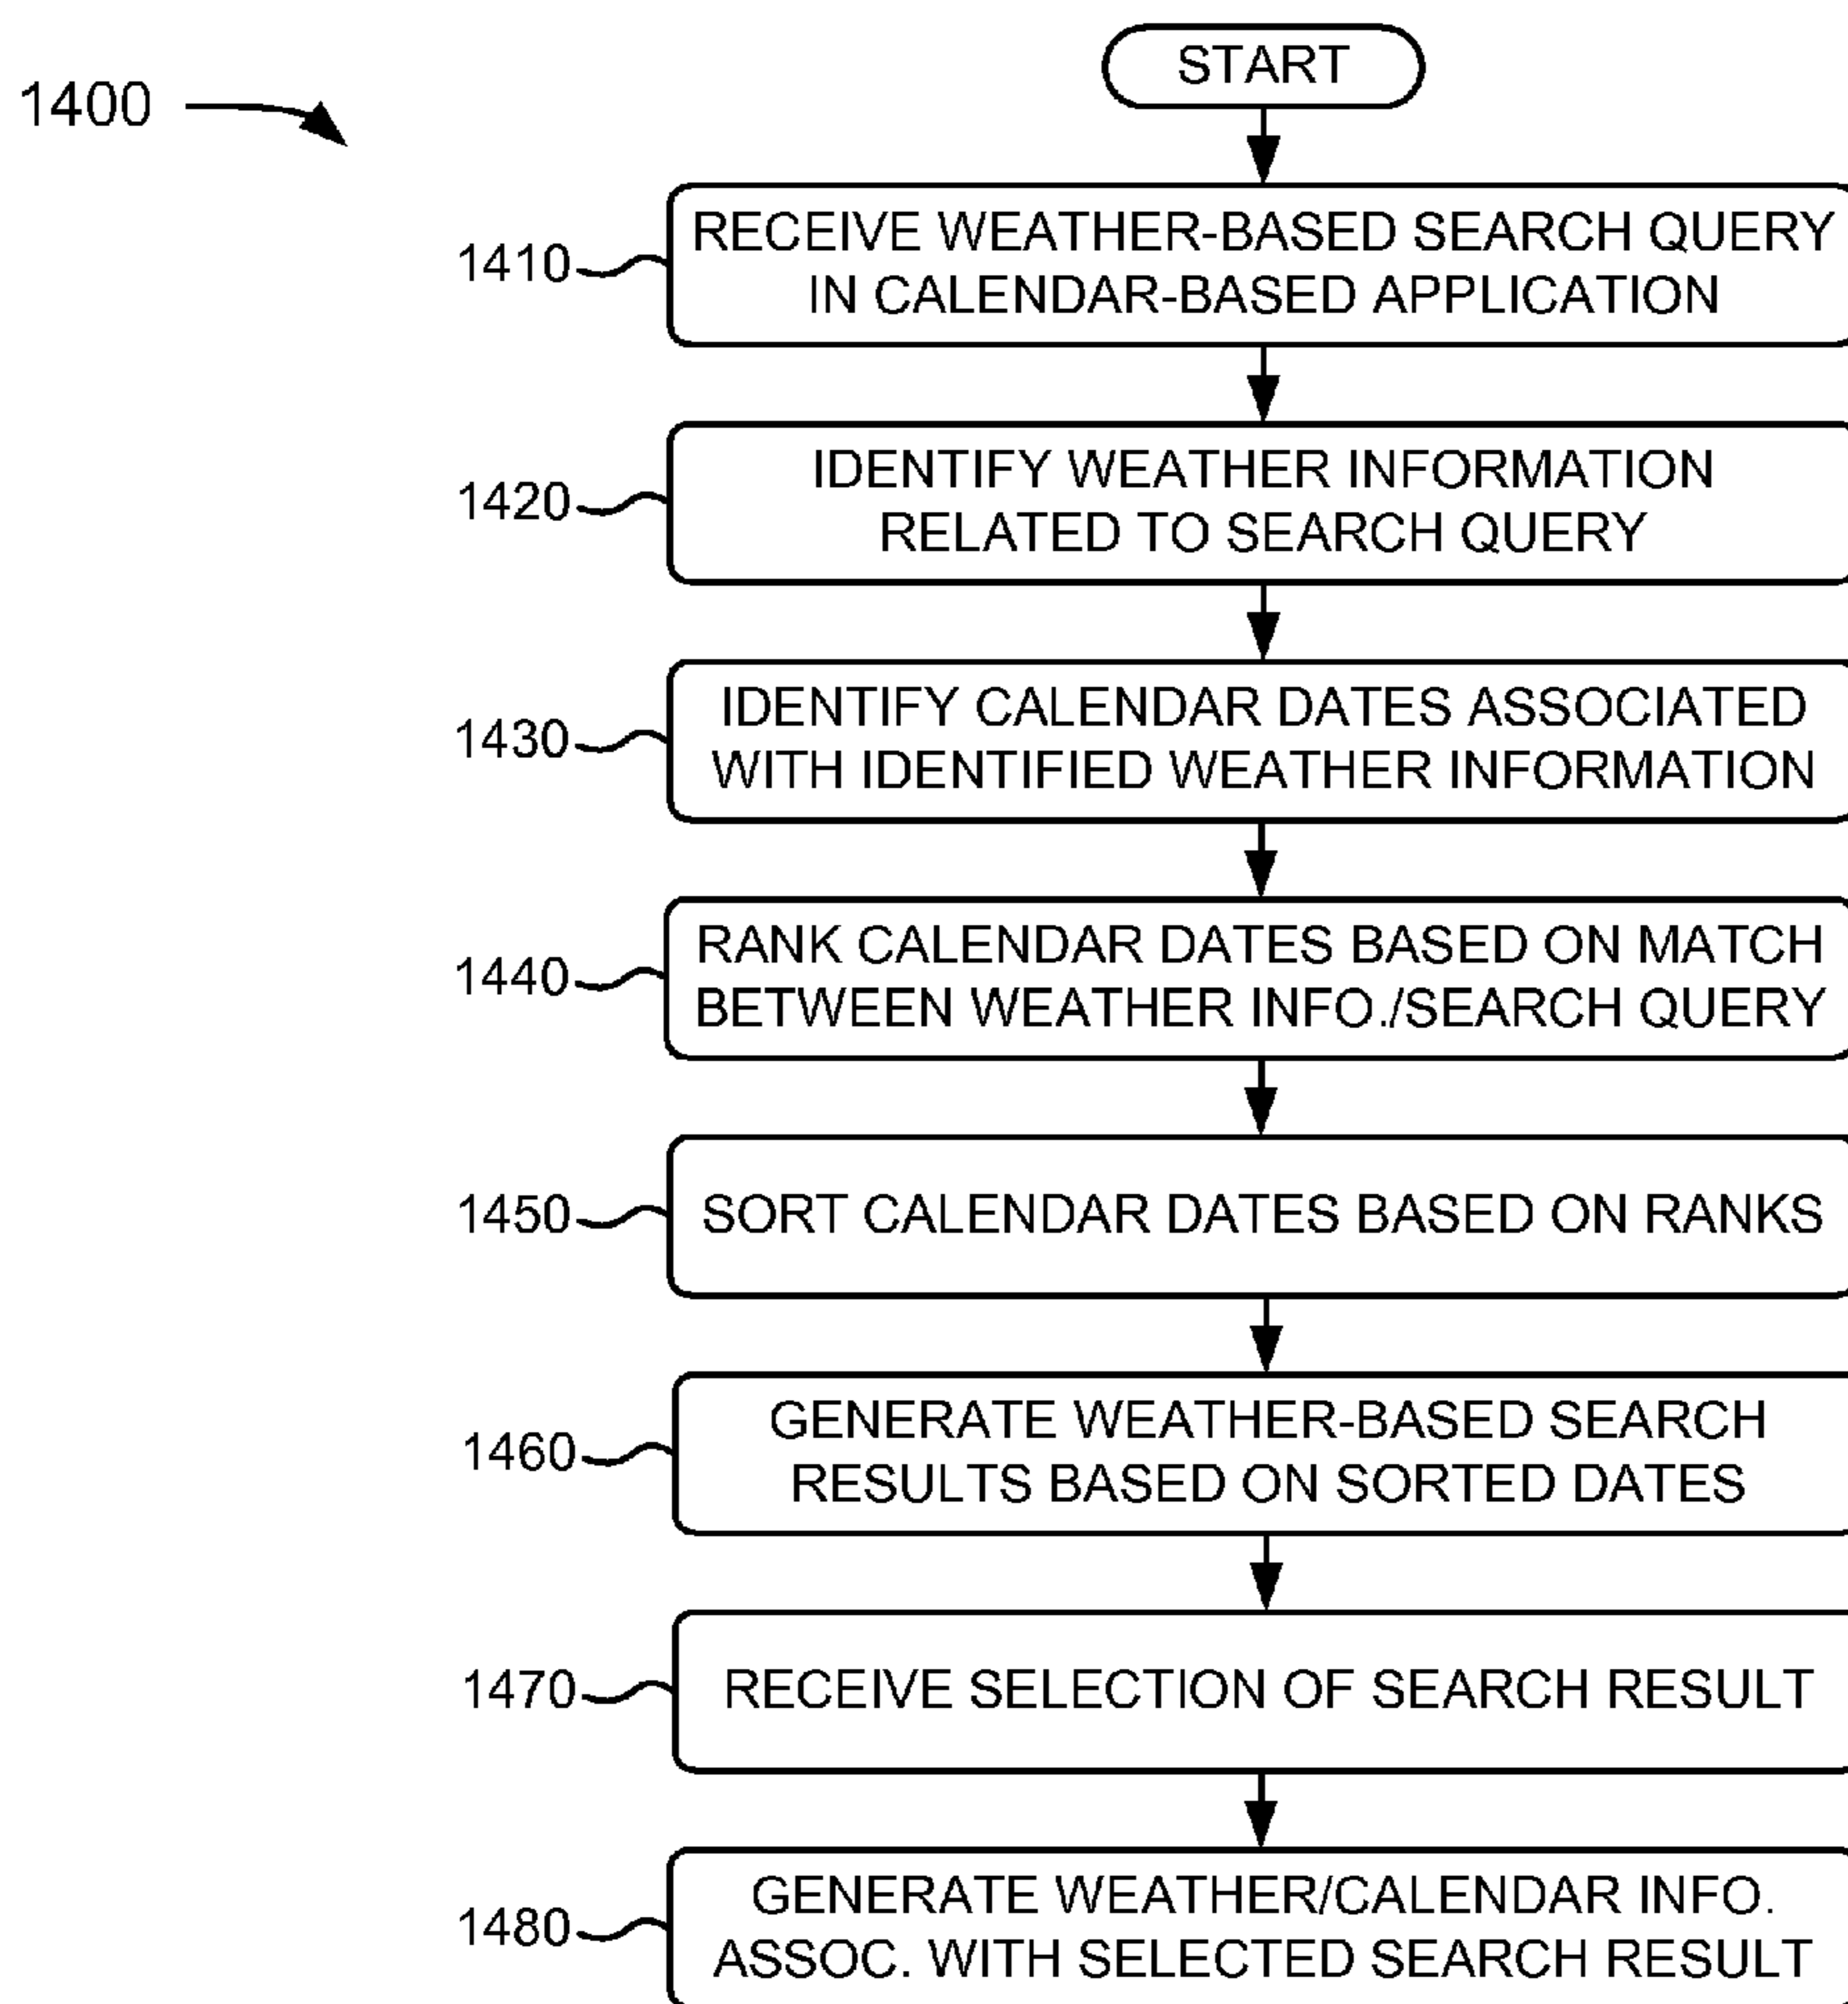 START
1400
RECEIVE WEATHER-BASED SEARCH QUERY
IN CALENDAR-BASED APPLICATION
1410
IDENTIFY WEATHER INFORMATION
RELATED TO SEARCH QUERY
1420
IDENTIFY CALENDAR DATES ASSOCIATED
WITH IDENTIFIED WEATHER INFORMATION
1430
RANK CALENDAR DATES BASED ON MATCH
BETWEEN WEATHER INFO./SEARCH QUERY
1440
SORT CALENDAR DATES BASED ON RANKS
1450
GENERATE WEATHER-BASED SEARCH
RESULTS BASED ON SORTED DATES
1460
RECEIVE SELECTION OF SEARCH RESULT
1470
GENERATE WEATHER/CALENDAR INFO.
ASSOC. WITH SELECTED SEARCH RESULT
1480